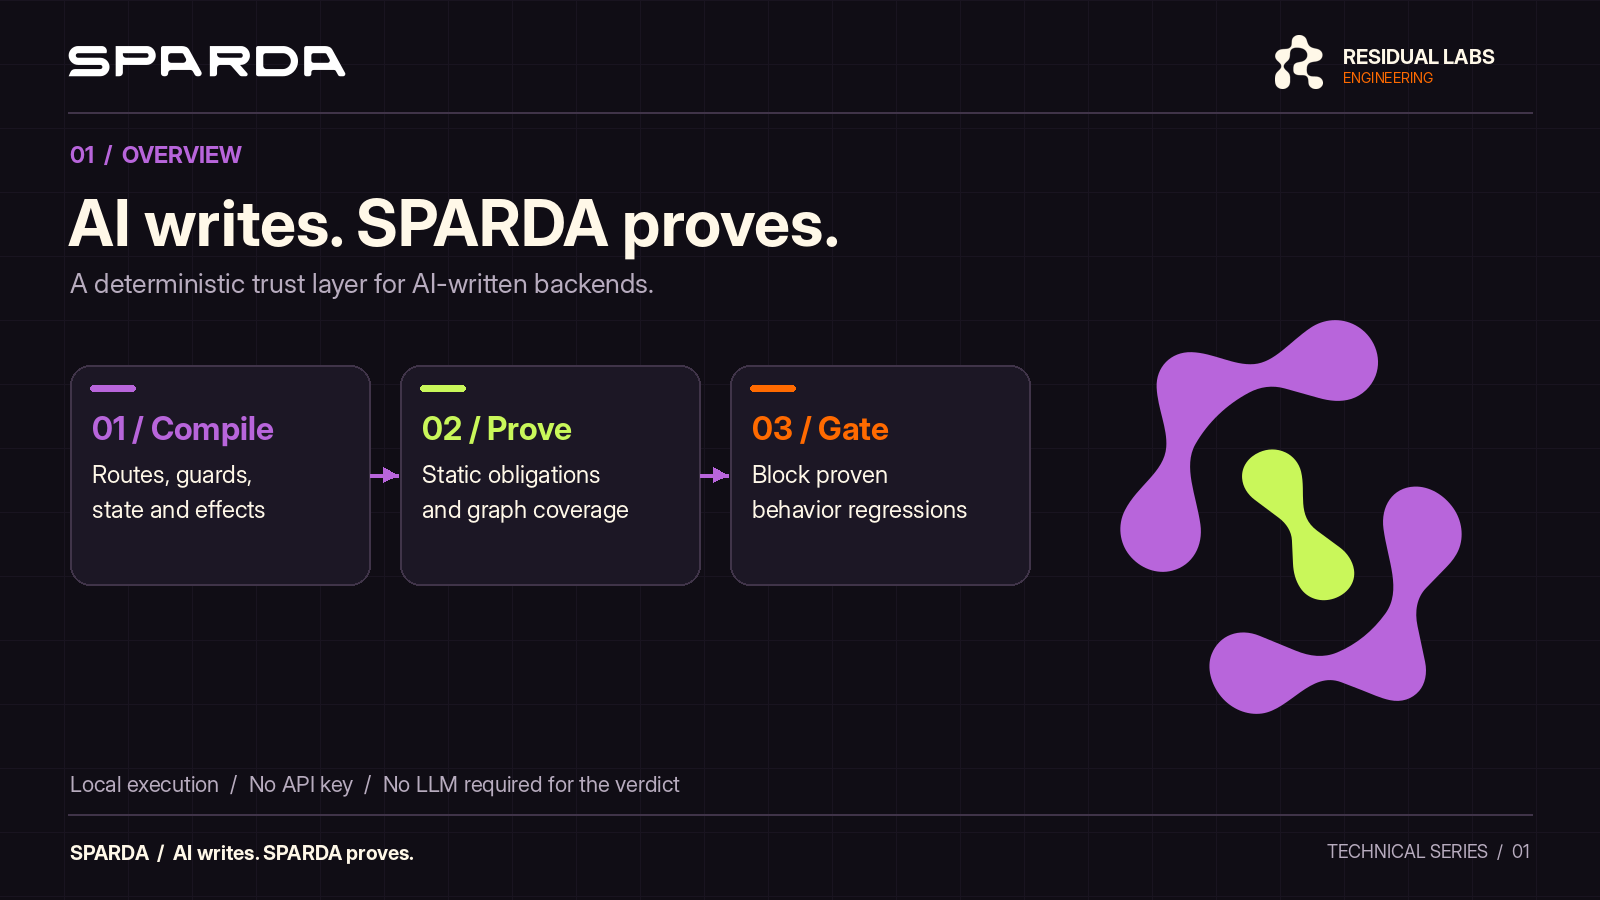 SPARDA
RESIDUAL LABS
ENGINEERING
01 / OVERVIEW
AI writes. SPARDA proves.
A deterministic trust layer for AI-written backends.
01 / Compile
Routes, guards,
state and effects
02 / Prove
Static obligations
and graph coverage
03 / Gate
Block proven
behavior regressions
Local execution / No API key / No LLM required for the verdict
SPARDA / AI writes. SPARDA proves.
TECHNICAL SERIES / 01